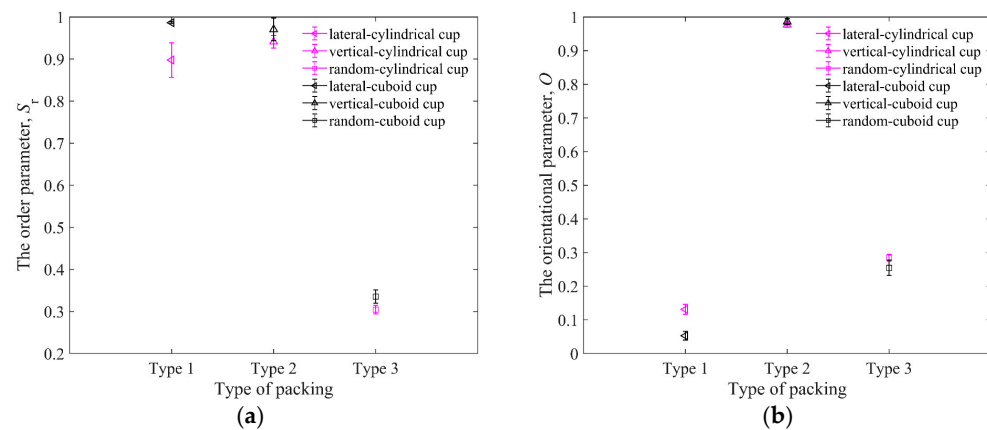 1
0.9
0.8
0.7
0.6
0.5
0.4
0.3
0.2
The order parameter, Sr
lateral-cylindrical cup
vertical-cylindrical cup
random-cylindrical cup
lateral-cuboid cup
vertical-cuboid cup
random-cuboid cup
Type 1 Type 2 Type 3
Type of packing
(a)
1
0.9
0.8
0.7
0.6
0.5
0.4
0.3
0.2
0.1
0
The orientational parameter, O
lateral-cylindrical cup
vertical-cylindrical cup
random-cylindrical cup
lateral-cuboid cup
vertical-cuboid cup
random-cuboid cup
Type 1 Type 2 Type 3
Type of packing
(b)